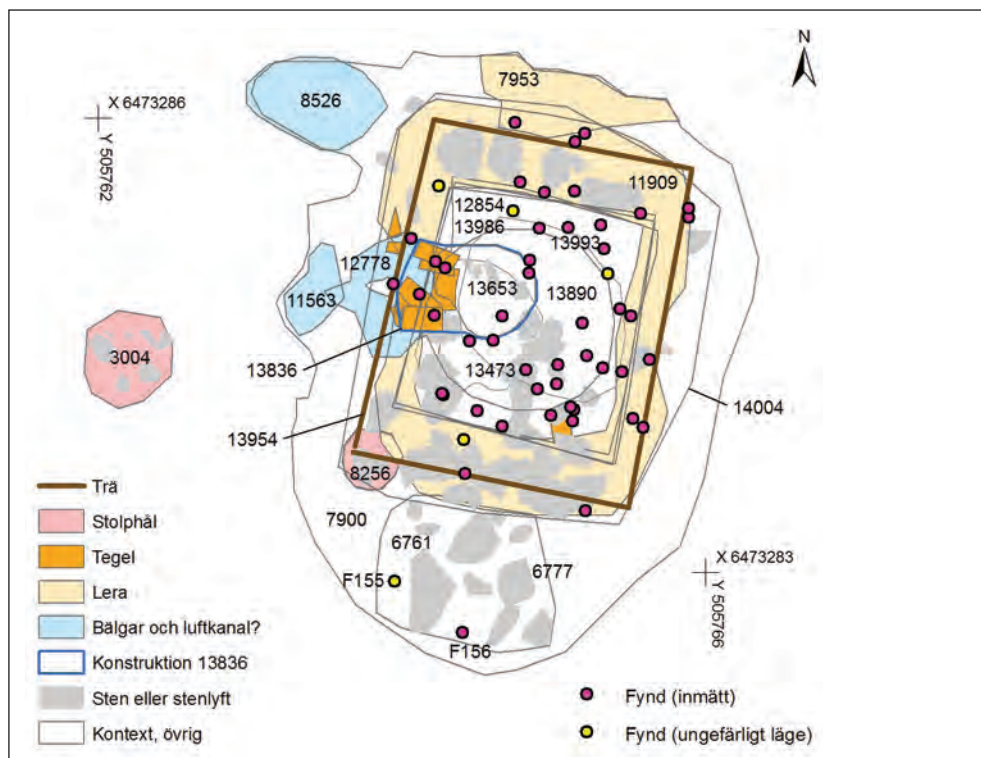 N
7953
8526
X 6473286
Y 505762
11909
12854
13986
13993
12778
13653
13890
11563
3004
13836
13473
14004
13954
8256
7900
6761
6777
F155
F156
X 6473283
Y 505766
Trä
Stolphål
Tegel
Lera
Bälgar och luftkanal?
Konstruktion 13836
Sten eller stenlyft
Kontext, övrig
Fynd (inmätt)
Fynd (ungefärligt läge)